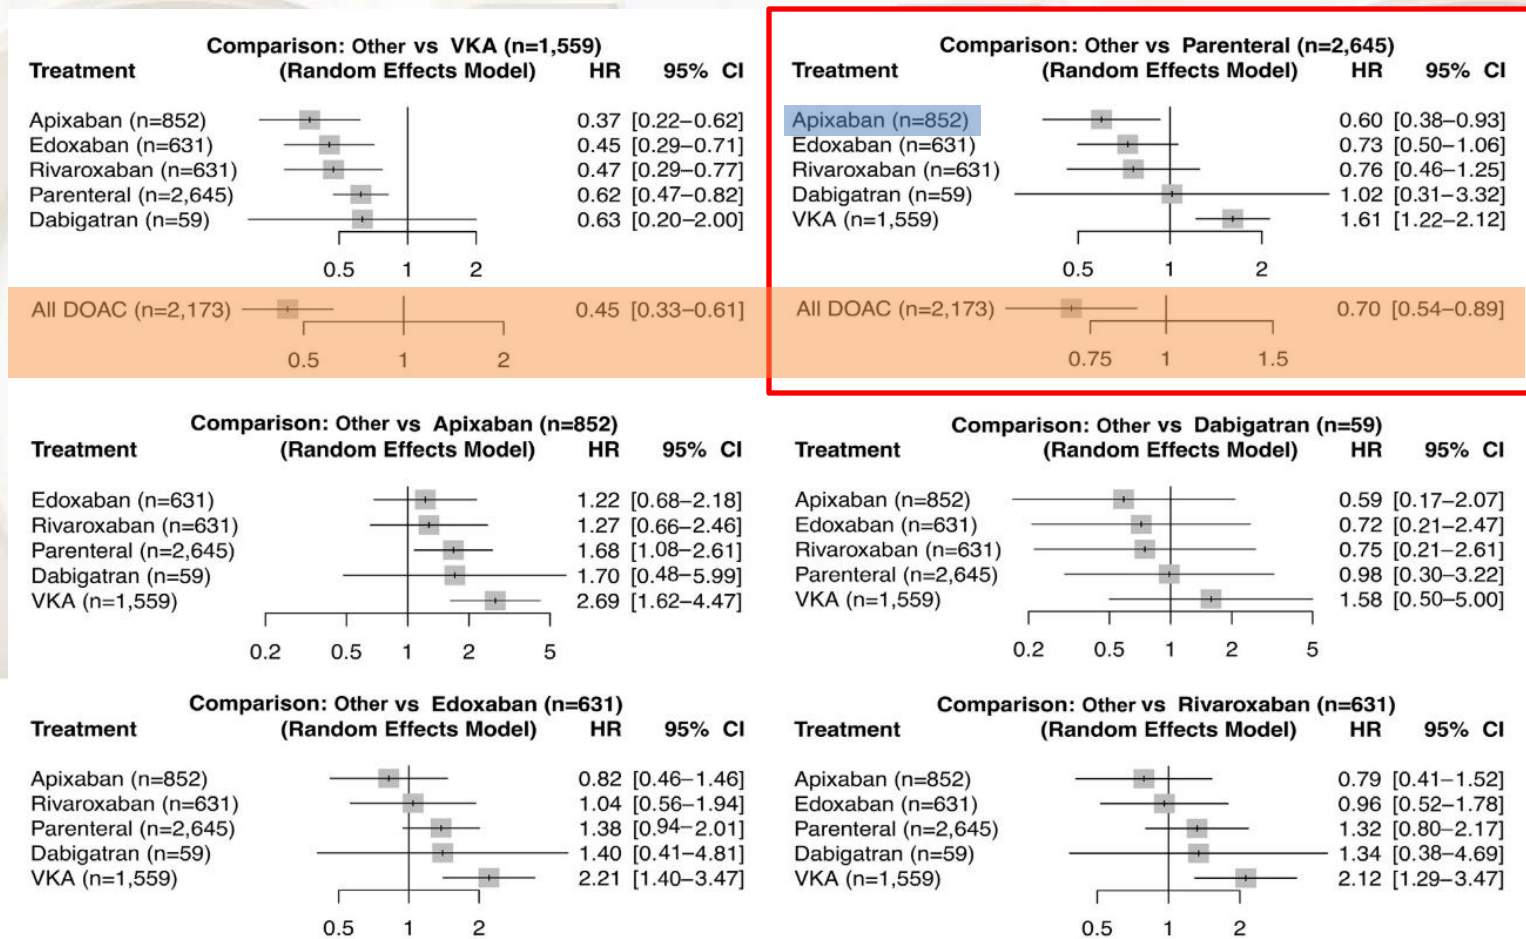 Comparison: Other vs VKA (n=1,559)
Treatment (Random Effects Model) HR 95% CI
Apixaban (n=852) 0.37 [0.22–0.62]
Edoxaban (n=631) 0.45 [0.29–0.71]
Rivaroxaban (n=631) 0.47 [0.29–0.77]
Parenteral (n=2,645) 0.62 [0.47–0.82]
Dabigatran (n=59) 0.63 [0.20–2.00]
0.5 1 2
All DOAC (n=2,173) 0.45 [0.33–0.61]
0.5 1 2
Comparison: Other vs Parenteral (n=2,645)
Treatment (Random Effects Model) HR 95% CI
Apixaban (n=852) 0.60 [0.38–0.93]
Edoxaban (n=631) 0.73 [0.50–1.06]
Rivaroxaban (n=631) 0.76 [0.46–1.25]
Dabigatran (n=59) 1.02 [0.31–3.32]
VKA (n=1,559) 1.61 [1.22–2.12]
0.5 1 2
All DOAC (n=2,173) 0.70 [0.54–0.89]
0.75 1 1.5
Comparison: Other vs Apixaban (n=852)
Treatment (Random Effects Model) HR 95% CI
Edoxaban (n=631) 1.22 [0.68–2.18]
Rivaroxaban (n=631) 1.27 [0.66–2.46]
Parenteral (n=2,645) 1.68 [1.08–2.61]
Dabigatran (n=59) 1.70 [0.48–5.99]
VKA (n=1,559) 2.69 [1.62–4.47]
0.2 0.5 1 2 5
Comparison: Other vs Dabigatran (n=59)
Treatment (Random Effects Model) HR 95% CI
Apixaban (n=852) 0.59 [0.17–2.07]
Edoxaban (n=631) 0.72 [0.21–2.47]
Rivaroxaban (n=631) 0.75 [0.21–2.61]
Parenteral (n=2,645) 0.98 [0.30–3.22]
VKA (n=1,559) 1.58 [0.50–5.00]
0.2 0.5 1 2 5
Comparison: Other vs Edoxaban (n=631)
Treatment (Random Effects Model) HR 95% CI
Apixaban (n=852) 0.82 [0.46–1.46]
Rivaroxaban (n=631) 1.04 [0.56–1.94]
Parenteral (n=2,645) 1.38 [0.94–2.01]
Dabigatran (n=59) 1.40 [0.41–4.81]
VKA (n=1,559) 2.21 [1.40–3.47]
0.5 1 2
Comparison: Other vs Rivaroxaban (n=631)
Treatment (Random Effects Model) HR 95% CI
Apixaban (n=852) 0.79 [0.41–1.52]
Edoxaban (n=631) 0.96 [0.52–1.78]
Parenteral (n=2,645) 1.32 [0.80–2.17]
Dabigatran (n=59) 1.34 [0.38–4.69]
VKA (n=1,559) 2.12 [1.29–3.47]
0.5 1 2